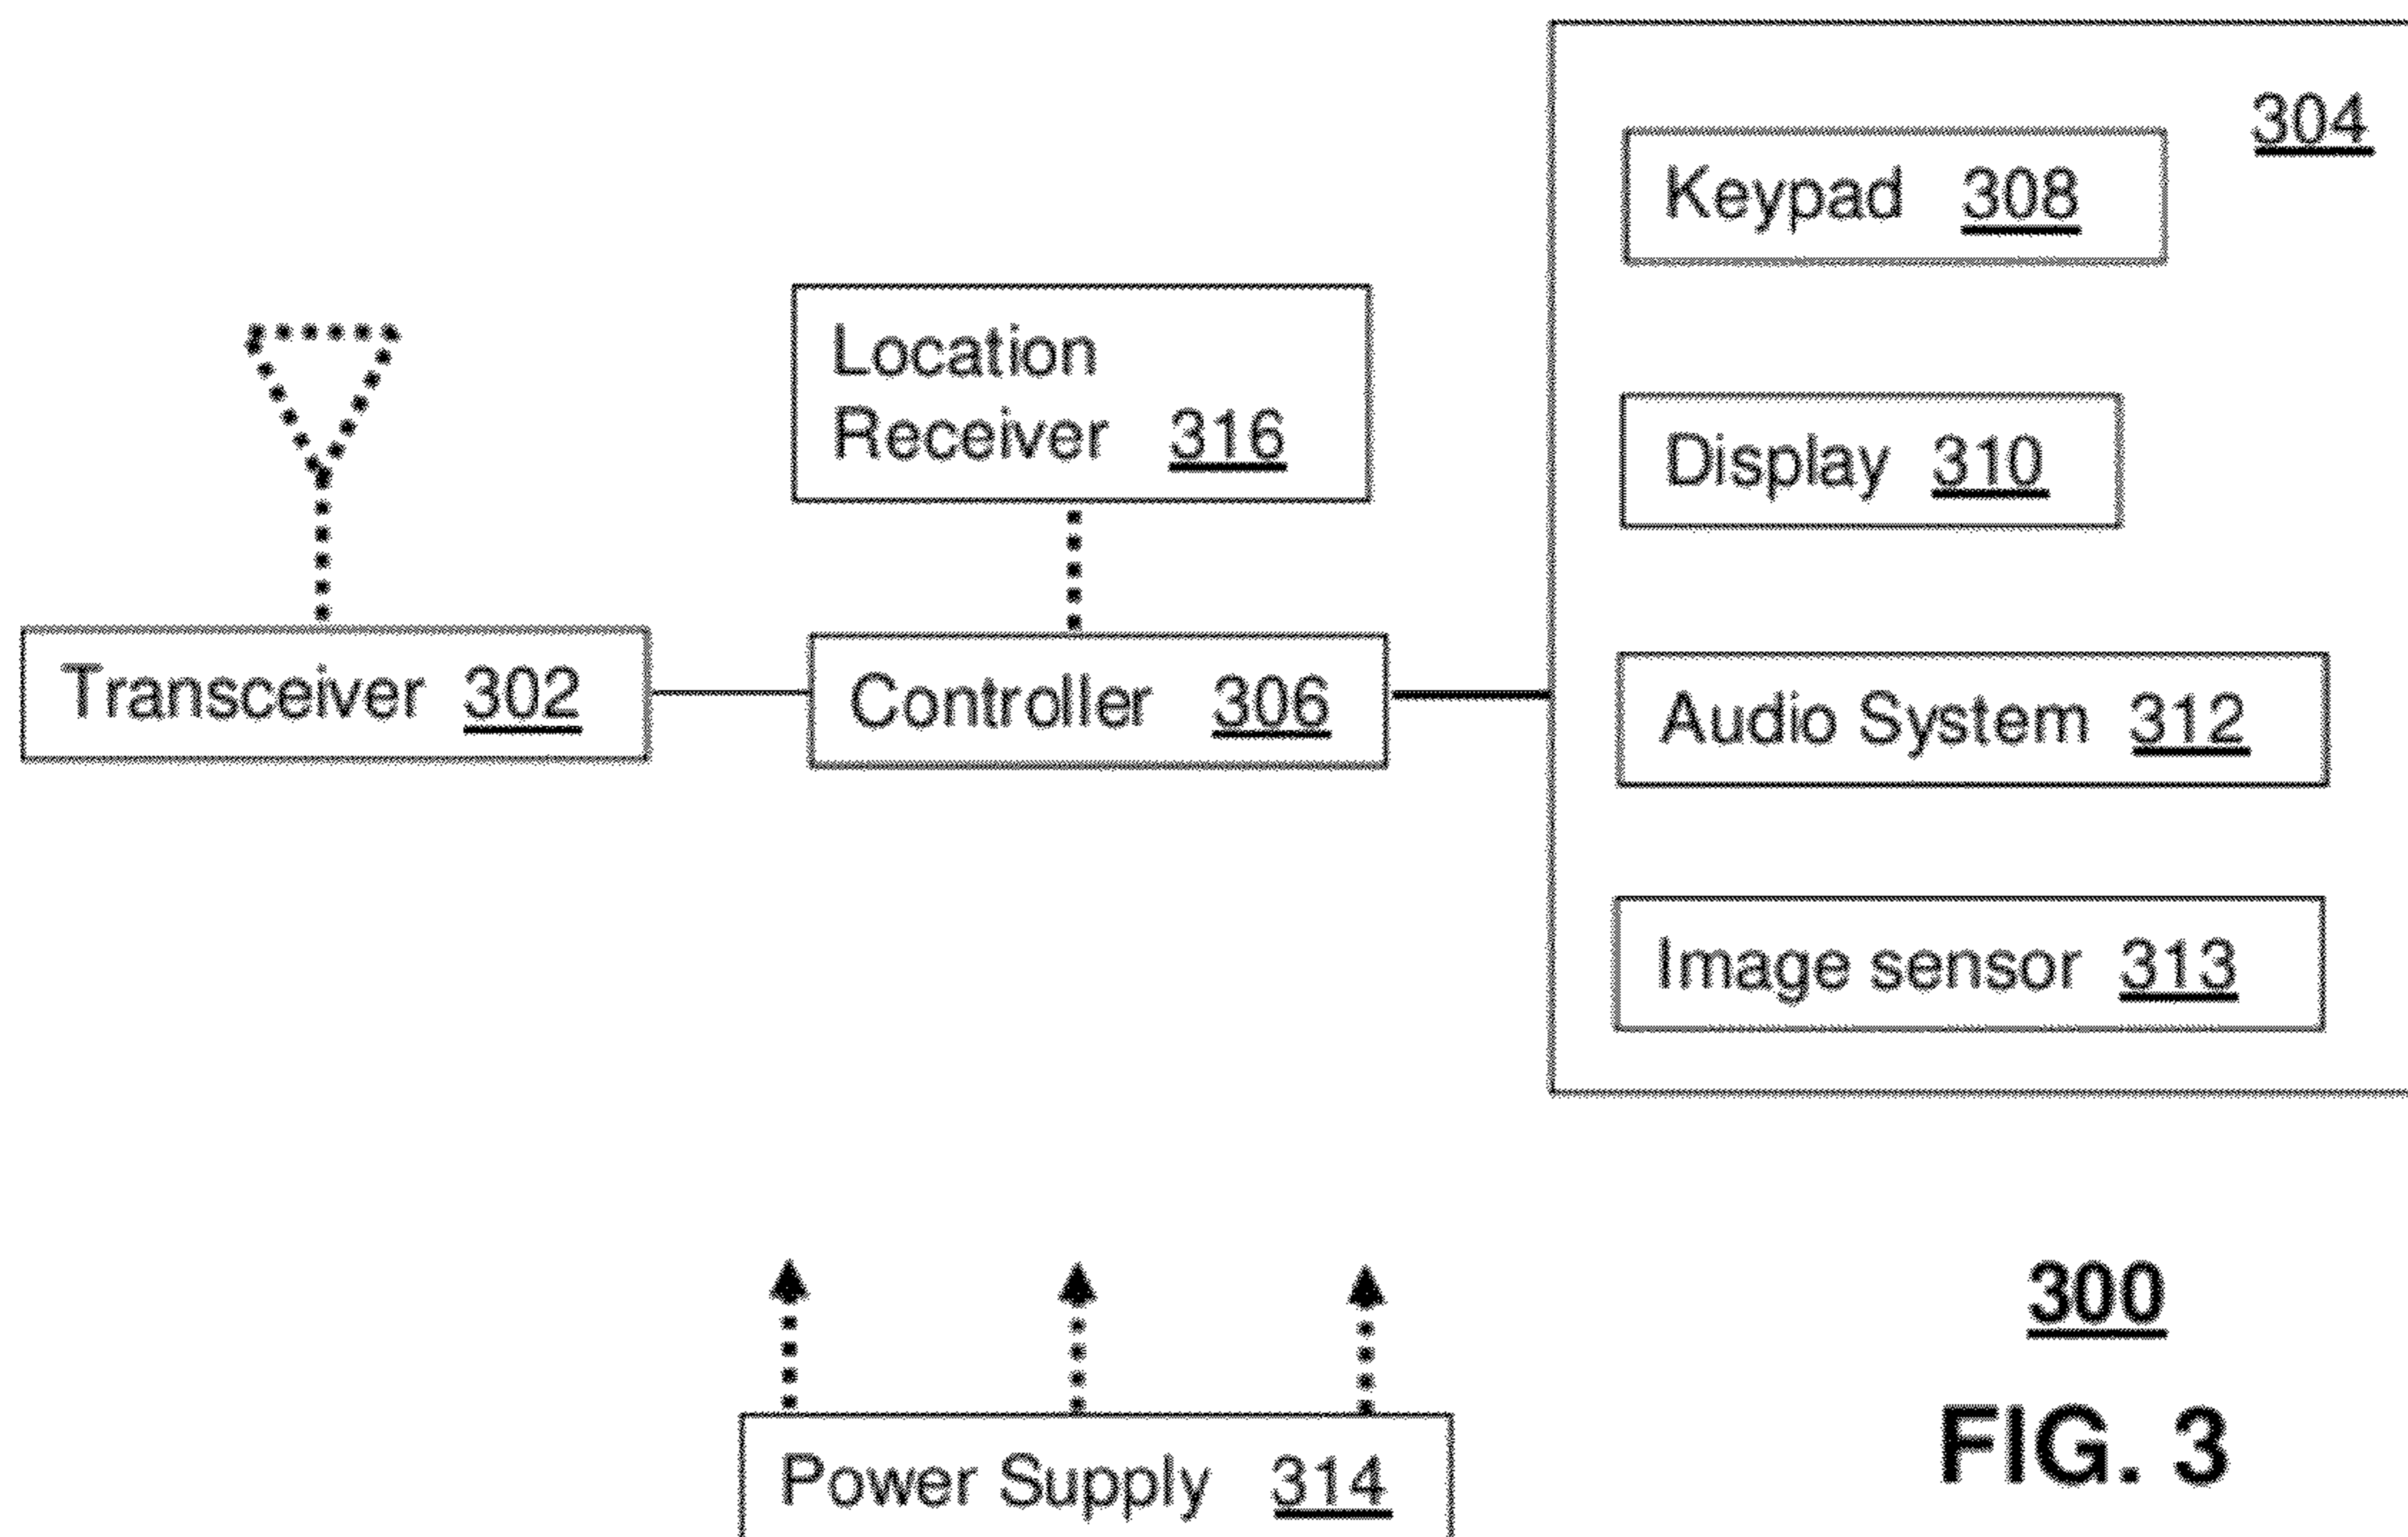 304
Keypad 308
Location
Receiver 316
Display 310
Transceiver 302
Controller 306
Audio System 312
Image sensor 313
300
Power Supply 314
FIG. 3